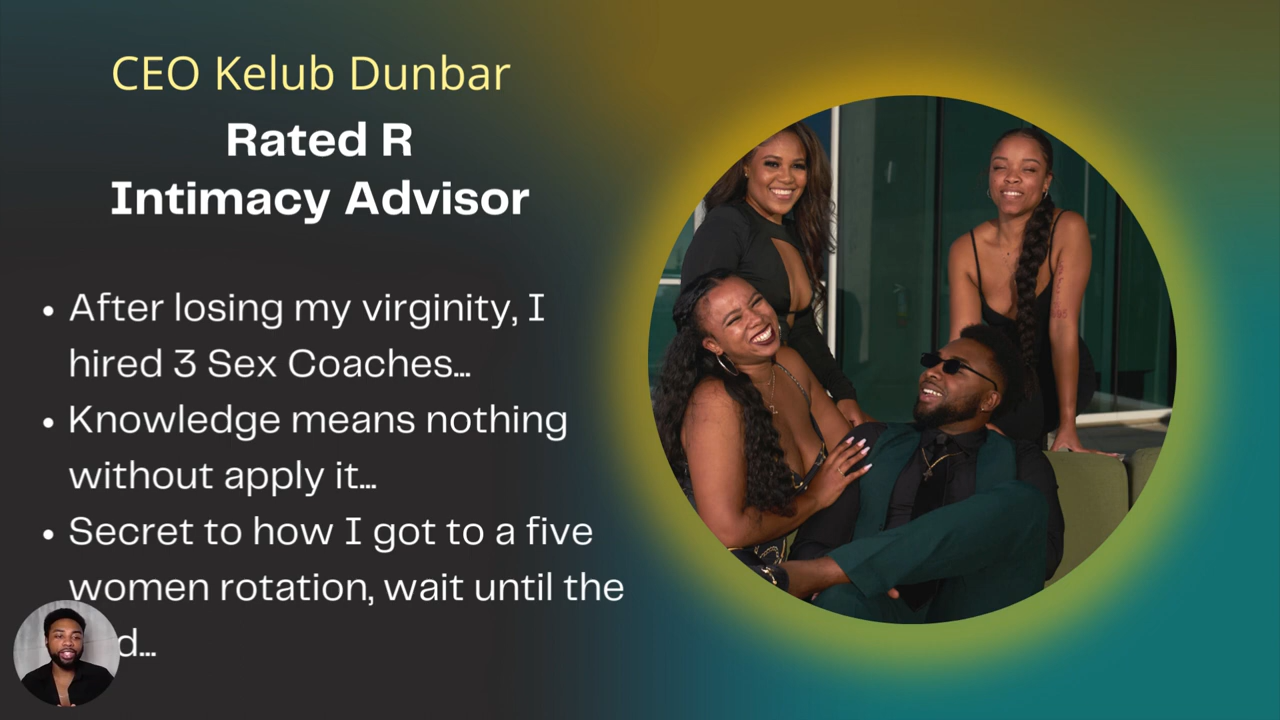 CEO Kelub Dunbar
Rated R
Intimacy Advisor
• After losing my virginity, I
hired 3 Sex Coaches...
• Knowledge means nothing
without apply it...
• Secret to how I got to a five
women rotation, wait until the
d...